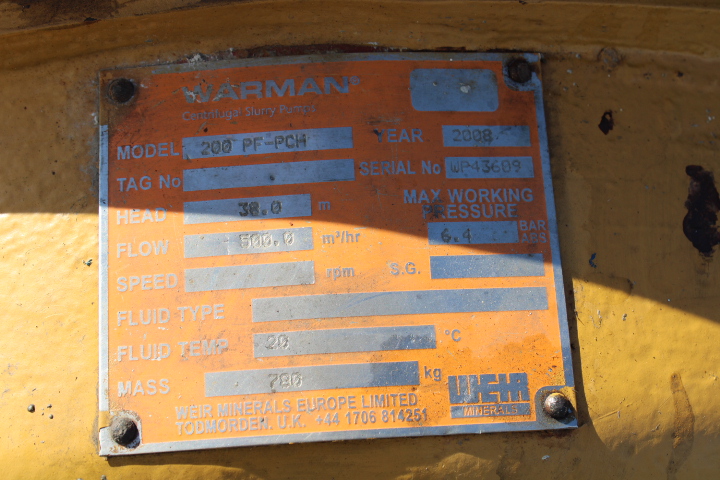 WARMAN®
Centrifugal Slurry Pumps
MODEL 200 PF-PCH YEAR 2008
TAG No SERIAL No WP43609
HEAD 38.0 m MAX WORKING PRESSURE
FLOW 500.0 m³/hr 6.4 BAR ABS
SPEED rpm S.G.
FLUID TYPE
FLUID TEMP 20 °C
MASS 780 kg
WEIR MINERALS
WEIR MINERALS EUROPE LIMITED
TODMORDEN. U.K. +44 1706 814251